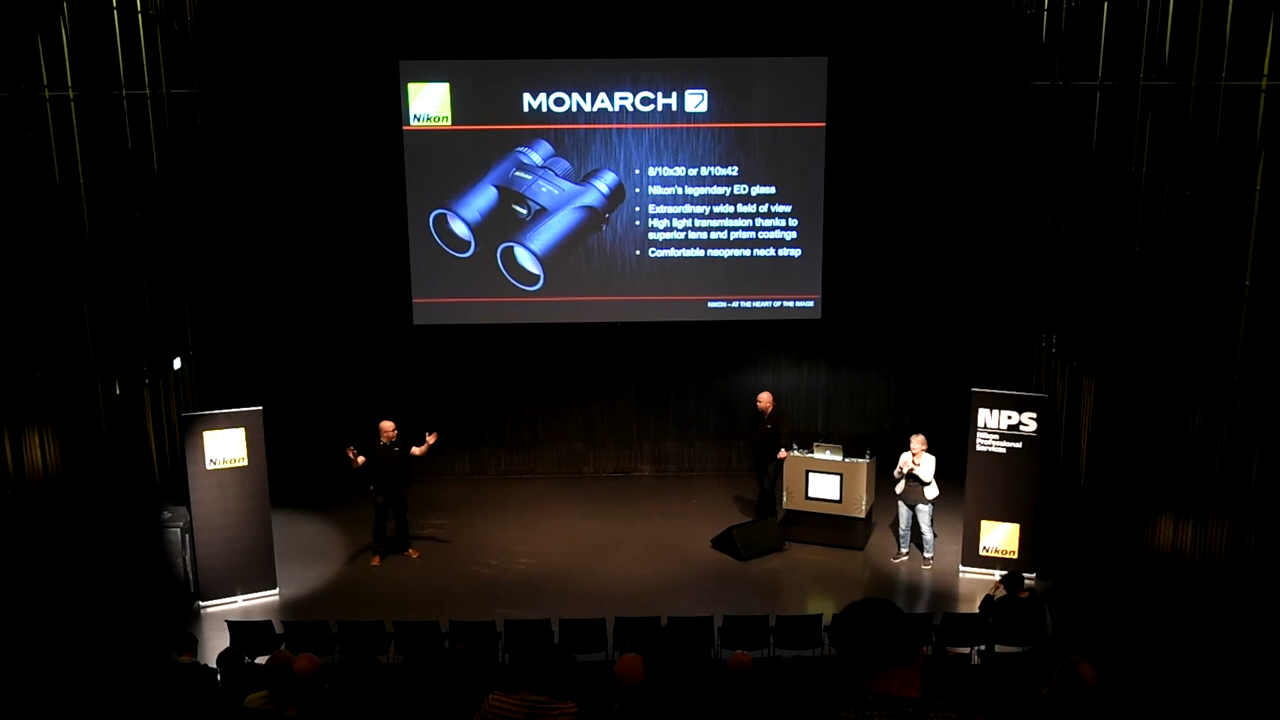 Nikon
MONARCH 7
• 8/10x30 or 8/10x42
• Nikon's legendary ED glass
• Extraordinary wide field of view
• High light transmission thanks to
superior lens and prism coatings
• Comfortable neoprene neck strap
NIKON – AT THE HEART OF THE IMAGE
Nikon
NPS
Nikon
Professional
Services
Nikon